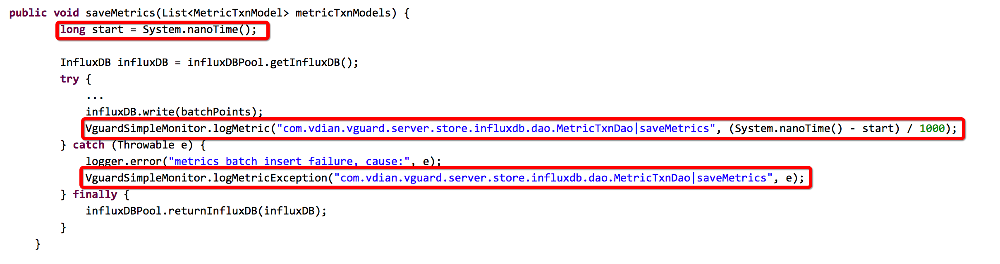 public void saveMetrics(List<MetricTxnModel> metricTxnModels) {
long start = System.nanoTime();
InfluxDB influxDB = influxDBPool.getInfluxDB();
try {
...
influxDB.write(batchPoints);
VguardSimpleMonitor.logMetric("com.vdian.vguard.server.store.influxdb.dao.MetricTxnDao|saveMetrics", (System.nanoTime() - start) / 1000);
} catch (Throwable e) {
logger.error("metrics batch insert failure, cause:", e);
VguardSimpleMonitor.logMetricException("com.vdian.vguard.server.store.influxdb.dao.MetricTxnDao|saveMetrics", e);
} finally {
influxDBPool.returnInfluxDB(influxDB);
}
}